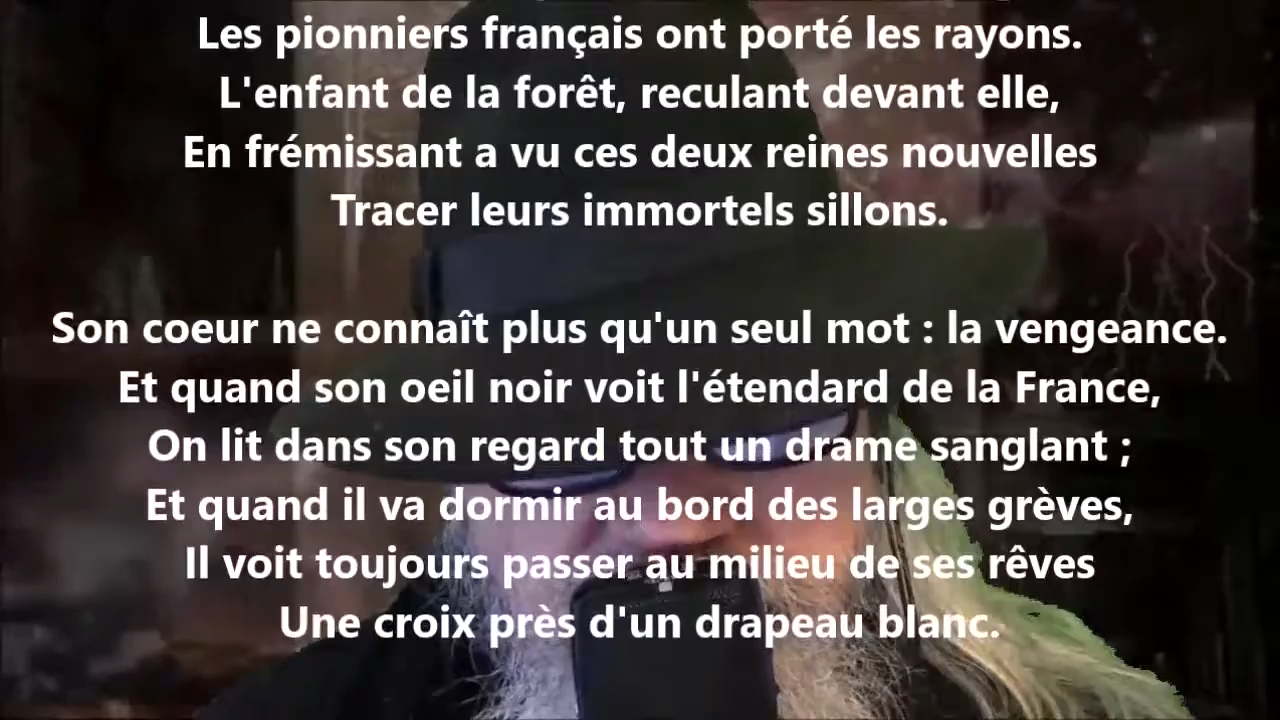 Les pionniers français ont porté les rayons.
L'enfant de la forêt, reculant devant elle,
En frémissant a vu ces deux reines nouvelles
Tracer leurs immortels sillons.
Son coeur ne connaît plus qu'un seul mot : la vengeance.
Et quand son oeil noir voit l'étendard de la France,
On lit dans son regard tout un drame sanglant ;
Et quand il va dormir au bord des larges grèves,
Il voit toujours passer au milieu de ses rêves
Une croix près d'un drapeau blanc.